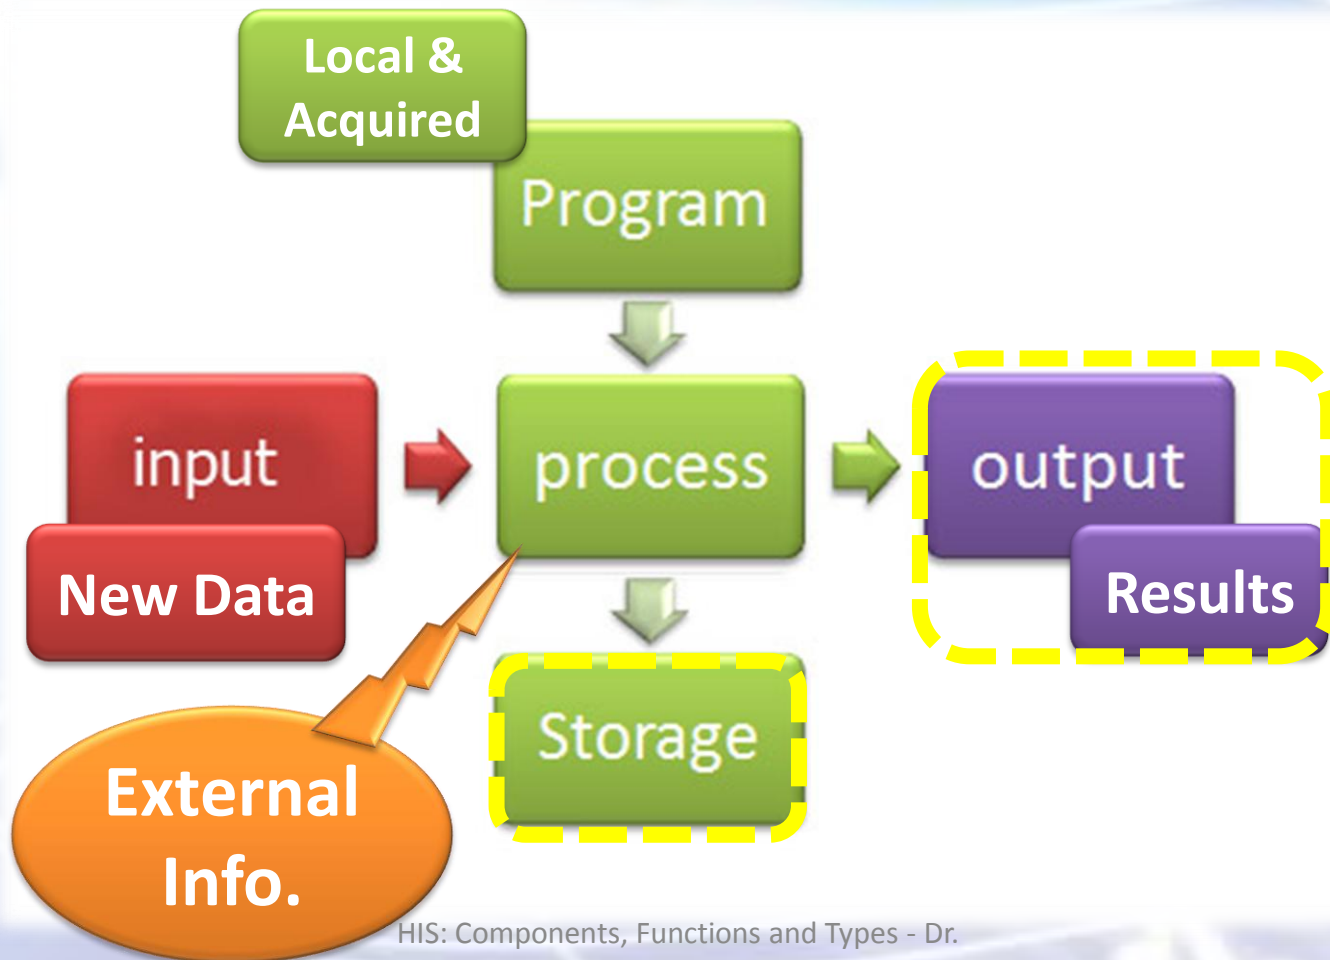 Local &
Acquired
Program
input
process
output
New Data
Results
Storage
External
Info.
HIS: Components, Functions and Types - Dr.